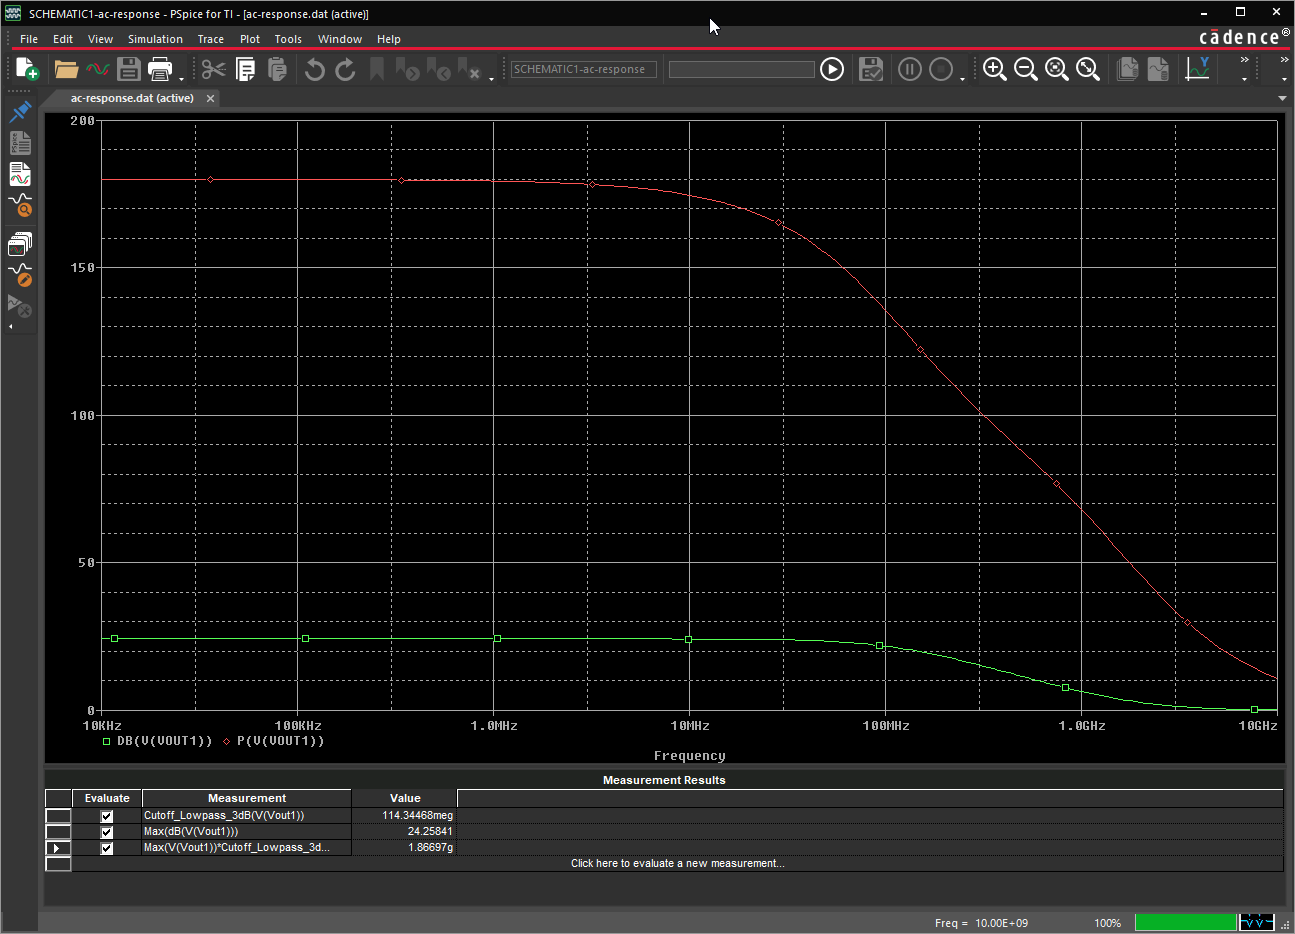 SCHEMATIC1-ac-response - PSpice for TI - [ac-response.dat (active)]
File Edit View Simulation Trace Plot Tools Window Help
cādence®
SCHEMATIC1-ac-response
ac-response.dat (active)
200
150
100
50
0
10KHz 100KHz 1.0MHz 10MHz 100MHz 1.0GHz 10GHz
DB(V(VOUT1)) P(V(VOUT1))
Frequency
Measurement Results
Evaluate Measurement Value
Cutoff_Lowpass_3dB(V(Vout1)) 114.34468meg
Max(dB(V(Vout1))) 24.25841
Max(V(Vout1))*Cutoff_Lowpass_3d... 1.86697g
Click here to evaluate a new measurement...
Freq = 10.00E+09 100%